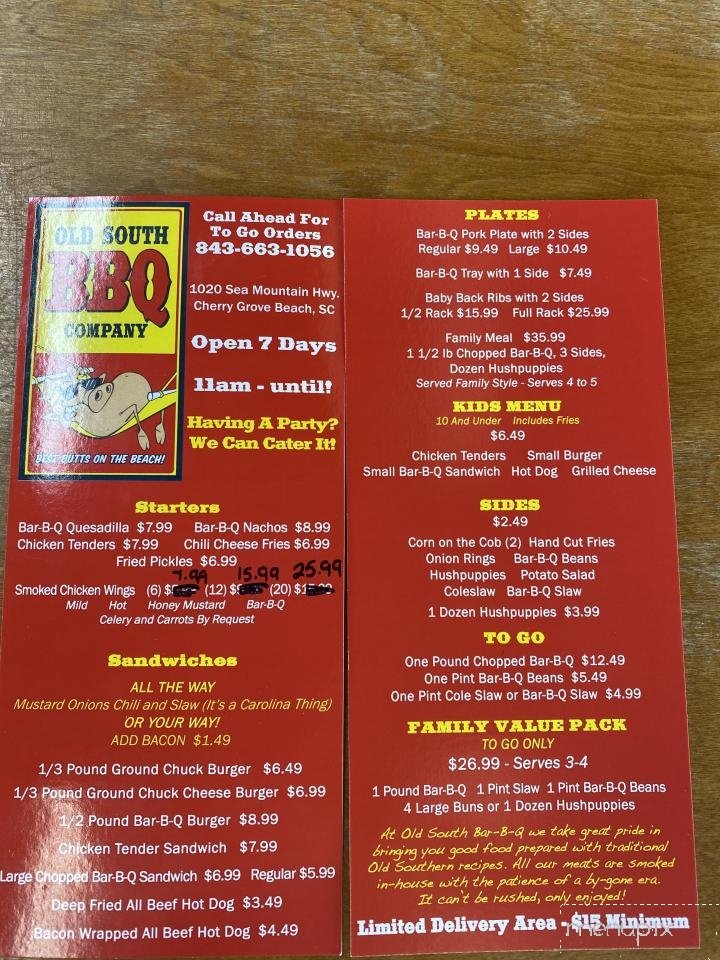 OLD SOUTH
BBQ
COMPANY
BEST BUTTS ON THE BEACH!
Call Ahead For
To Go Orders
843-663-1056
1020 Sea Mountain Hwy.
Cherry Grove Beach, SC
Open 7 Days
11am - until!
Having A Party?
We Can Cater It!
Starters
Bar-B-Q Quesadilla $7.99 Bar-B-Q Nachos $8.99
Chicken Tenders $7.99 Chili Cheese Fries $6.99
Fried Pickles $6.99
7.99 15.99 25.99
Smoked Chicken Wings (6) $ (12) $ (20) $
Mild Hot Honey Mustard Bar-B-Q
Celery and Carrots By Request
Sandwiches
ALL THE WAY
Mustard Onions Chili and Slaw (It's a Carolina Thing)
OR YOUR WAY!
ADD BACON $1.49
1/3 Pound Ground Chuck Burger $6.49
1/3 Pound Ground Chuck Cheese Burger $6.99
1/2 Pound Bar-B-Q Burger $8.99
Chicken Tender Sandwich $7.99
Large Chopped Bar-B-Q Sandwich $6.99 Regular $5.99
Deep Fried All Beef Hot Dog $3.49
Bacon Wrapped All Beef Hot Dog $4.49
PLATES
Bar-B-Q Pork Plate with 2 Sides
Regular $9.49 Large $10.49
Bar-B-Q Tray with 1 Side $7.49
Baby Back Ribs with 2 Sides
1/2 Rack $15.99 Full Rack $25.99
Family Meal $35.99
1 1/2 lb Chopped Bar-B-Q, 3 Sides,
Dozen Hushpuppies
Served Family Style - Serves 4 to 5
KIDS MENU
10 And Under Includes Fries
$6.49
Chicken Tenders Small Burger
Small Bar-B-Q Sandwich Hot Dog Grilled Cheese
SIDES
$2.49
Corn on the Cob (2) Hand Cut Fries
Onion Rings Bar-B-Q Beans
Hushpuppies Potato Salad
Coleslaw Bar-B-Q Slaw
1 Dozen Hushpuppies $3.99
TO GO
One Pound Chopped Bar-B-Q $12.49
One Pint Bar-B-Q Beans $5.49
One Pint Cole Slaw or Bar-B-Q Slaw $4.99
FAMILY VALUE PACK
TO GO ONLY
$26.99 - Serves 3-4
1 Pound Bar-B-Q 1 Pint Slaw 1 Pint Bar-B-Q Beans
4 Large Buns or 1 Dozen Hushpuppies
At Old South Bar-B-Q we take great pride in
bringing you good food prepared with traditional
Old Southern recipes. All our meats are smoked
in-house with the patience of a by-gone era.
It can't be rushed, only enjoyed!
Limited Delivery Area - $15 Minimum
menupix